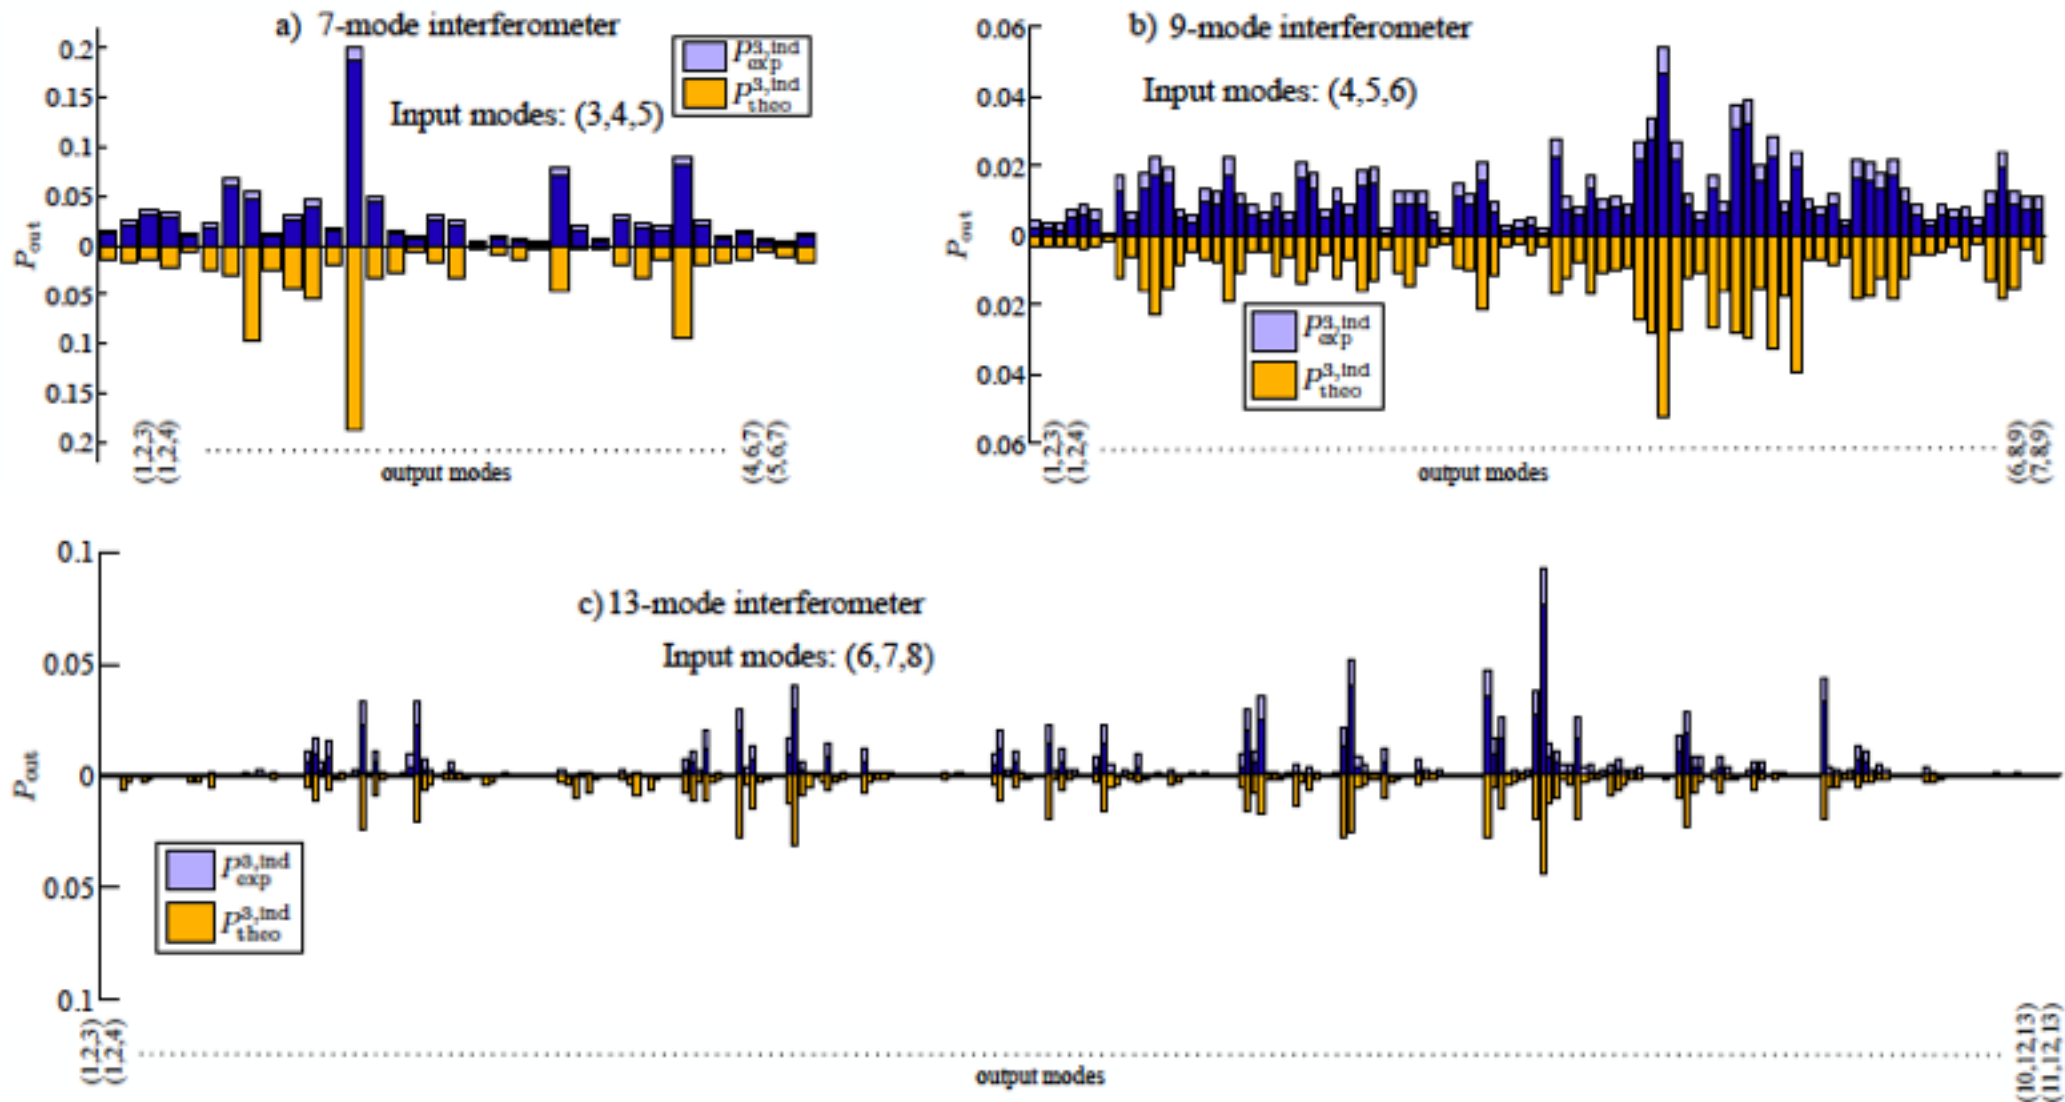 a) 7-mode interferometer
P^{3,ind}_{exp}
P^{3,ind}_{theo}
Input modes: (3,4,5)
0.2
0.15
0.1
0.05
0
0.05
0.1
0.15
0.2
P_{out}
(1,2,3)
(1,2,4)
(4,6,7)
(5,6,7)
output modes
b) 9-mode interferometer
Input modes: (4,5,6)
0.06
0.04
0.02
0
0.02
0.04
0.06
P_{out}
P^{3,ind}_{exp}
P^{3,ind}_{theo}
(1,2,3)
(1,2,4)
(6,8,9)
(7,8,9)
output modes
c) 13-mode interferometer
Input modes: (6,7,8)
0.1
0.05
0
0.05
0.1
P_{out}
P^{3,ind}_{exp}
P^{3,ind}_{theo}
(1,2,3)
(1,2,4)
(10,12,13)
(11,12,13)
output modes